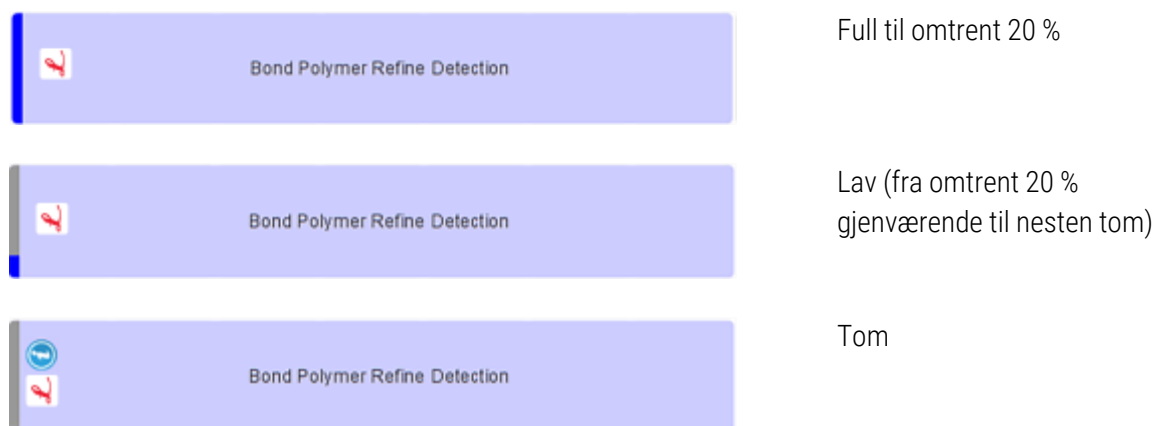 Bond Polymer Refine Detection
Full til omtrent 20 %
Bond Polymer Refine Detection
Lav (fra omtrent 20 %
gjenværende til nesten tom)
Bond Polymer Refine Detection
Tom